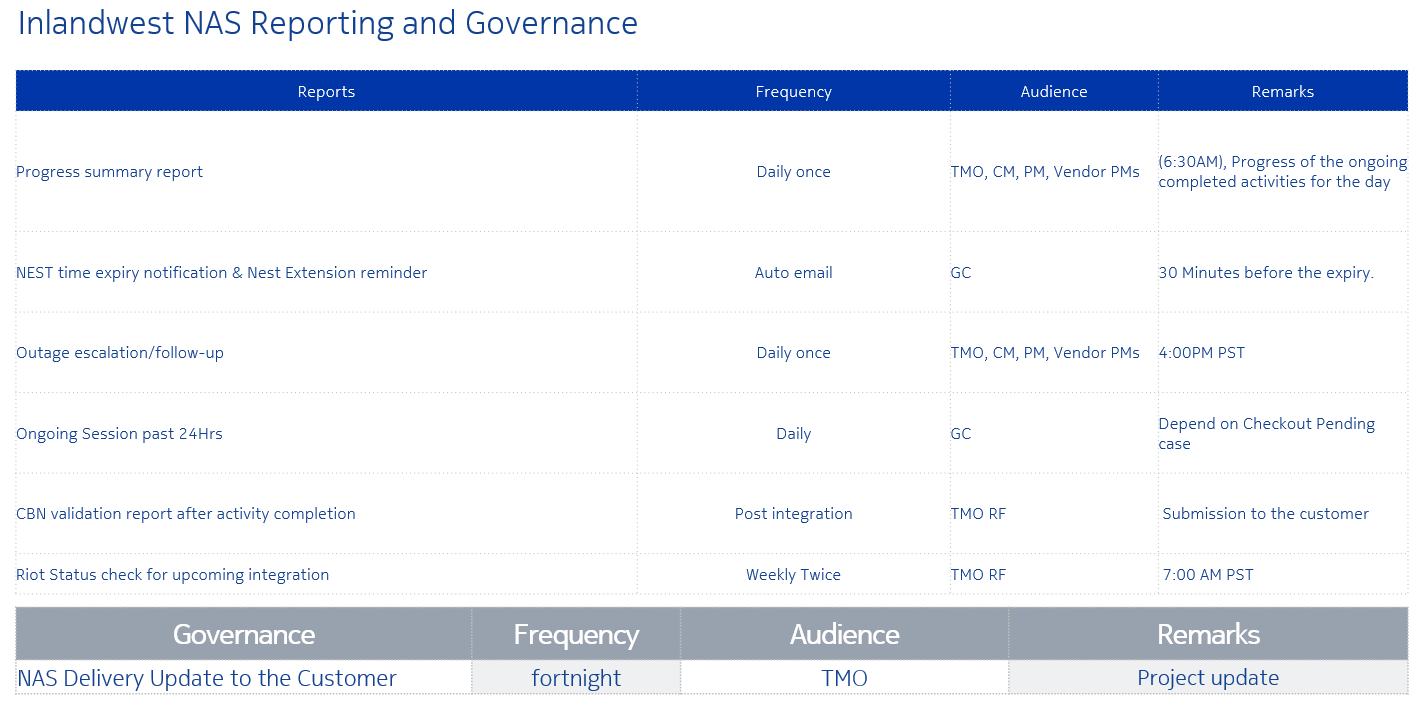 Inlandwest NAS Reporting and Governance
Reports Frequency Audience Remarks
Progress summary report Daily once TMO, CM, PM, Vendor PMs (6:30AM), Progress of the ongoing
completed activities for the day
NEST time expiry notification & Nest Extension reminder Auto email GC 30 Minutes before the expiry.
Outage escalation/follow-up Daily once TMO, CM, PM, Vendor PMs 4:00PM PST
Ongoing Session past 24Hrs Daily GC Depend on Checkout Pending
case
CBN validation report after activity completion Post integration TMO RF Submission to the customer
Riot Status check for upcoming integration Weekly Twice TMO RF 7:00 AM PST
Governance Frequency Audience Remarks
NAS Delivery Update to the Customer fortnight TMO Project update